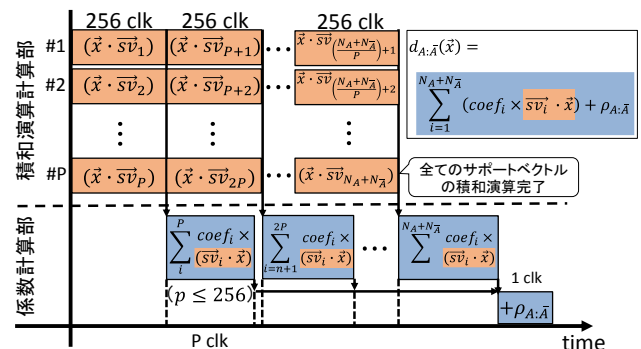 256 clk 256 clk 256 clk
積和演算計算部
#1 (x⃗ · sv⃗₁) (x⃗ · sv⃗_{P+1}) ··· x⃗ · sv⃗_{((N_A+N_Ā)/P)+1}
#2 (x⃗ · sv⃗₂) (x⃗ · sv⃗_{P+2}) ··· x⃗ · sv⃗_{((N_A+N_Ā)/P)+2}
#P (x⃗ · sv⃗_P) (x⃗ · sv⃗_{2P}) ··· (x⃗ · sv⃗_{N_A+N_Ā})
d_{A:Ā}(x⃗) =
∑_{i=1}^{N_A+N_Ā} (coef_i × sv⃗_i · x⃗) + ρ_{A:Ā}
全てのサポートベクトル
の積和演算完了
係数計算部
∑_{i}^{P} coef_i × (sv⃗_i · x⃗)
∑_{i=n+1}^{2P} coef_i × (sv⃗_i · x⃗)
···
∑^{N_A+N_Ā} coef_i × (sv⃗_i · x⃗)
(p ≤ 256)
1 clk
+ρ_{A:Ā}
P clk
time